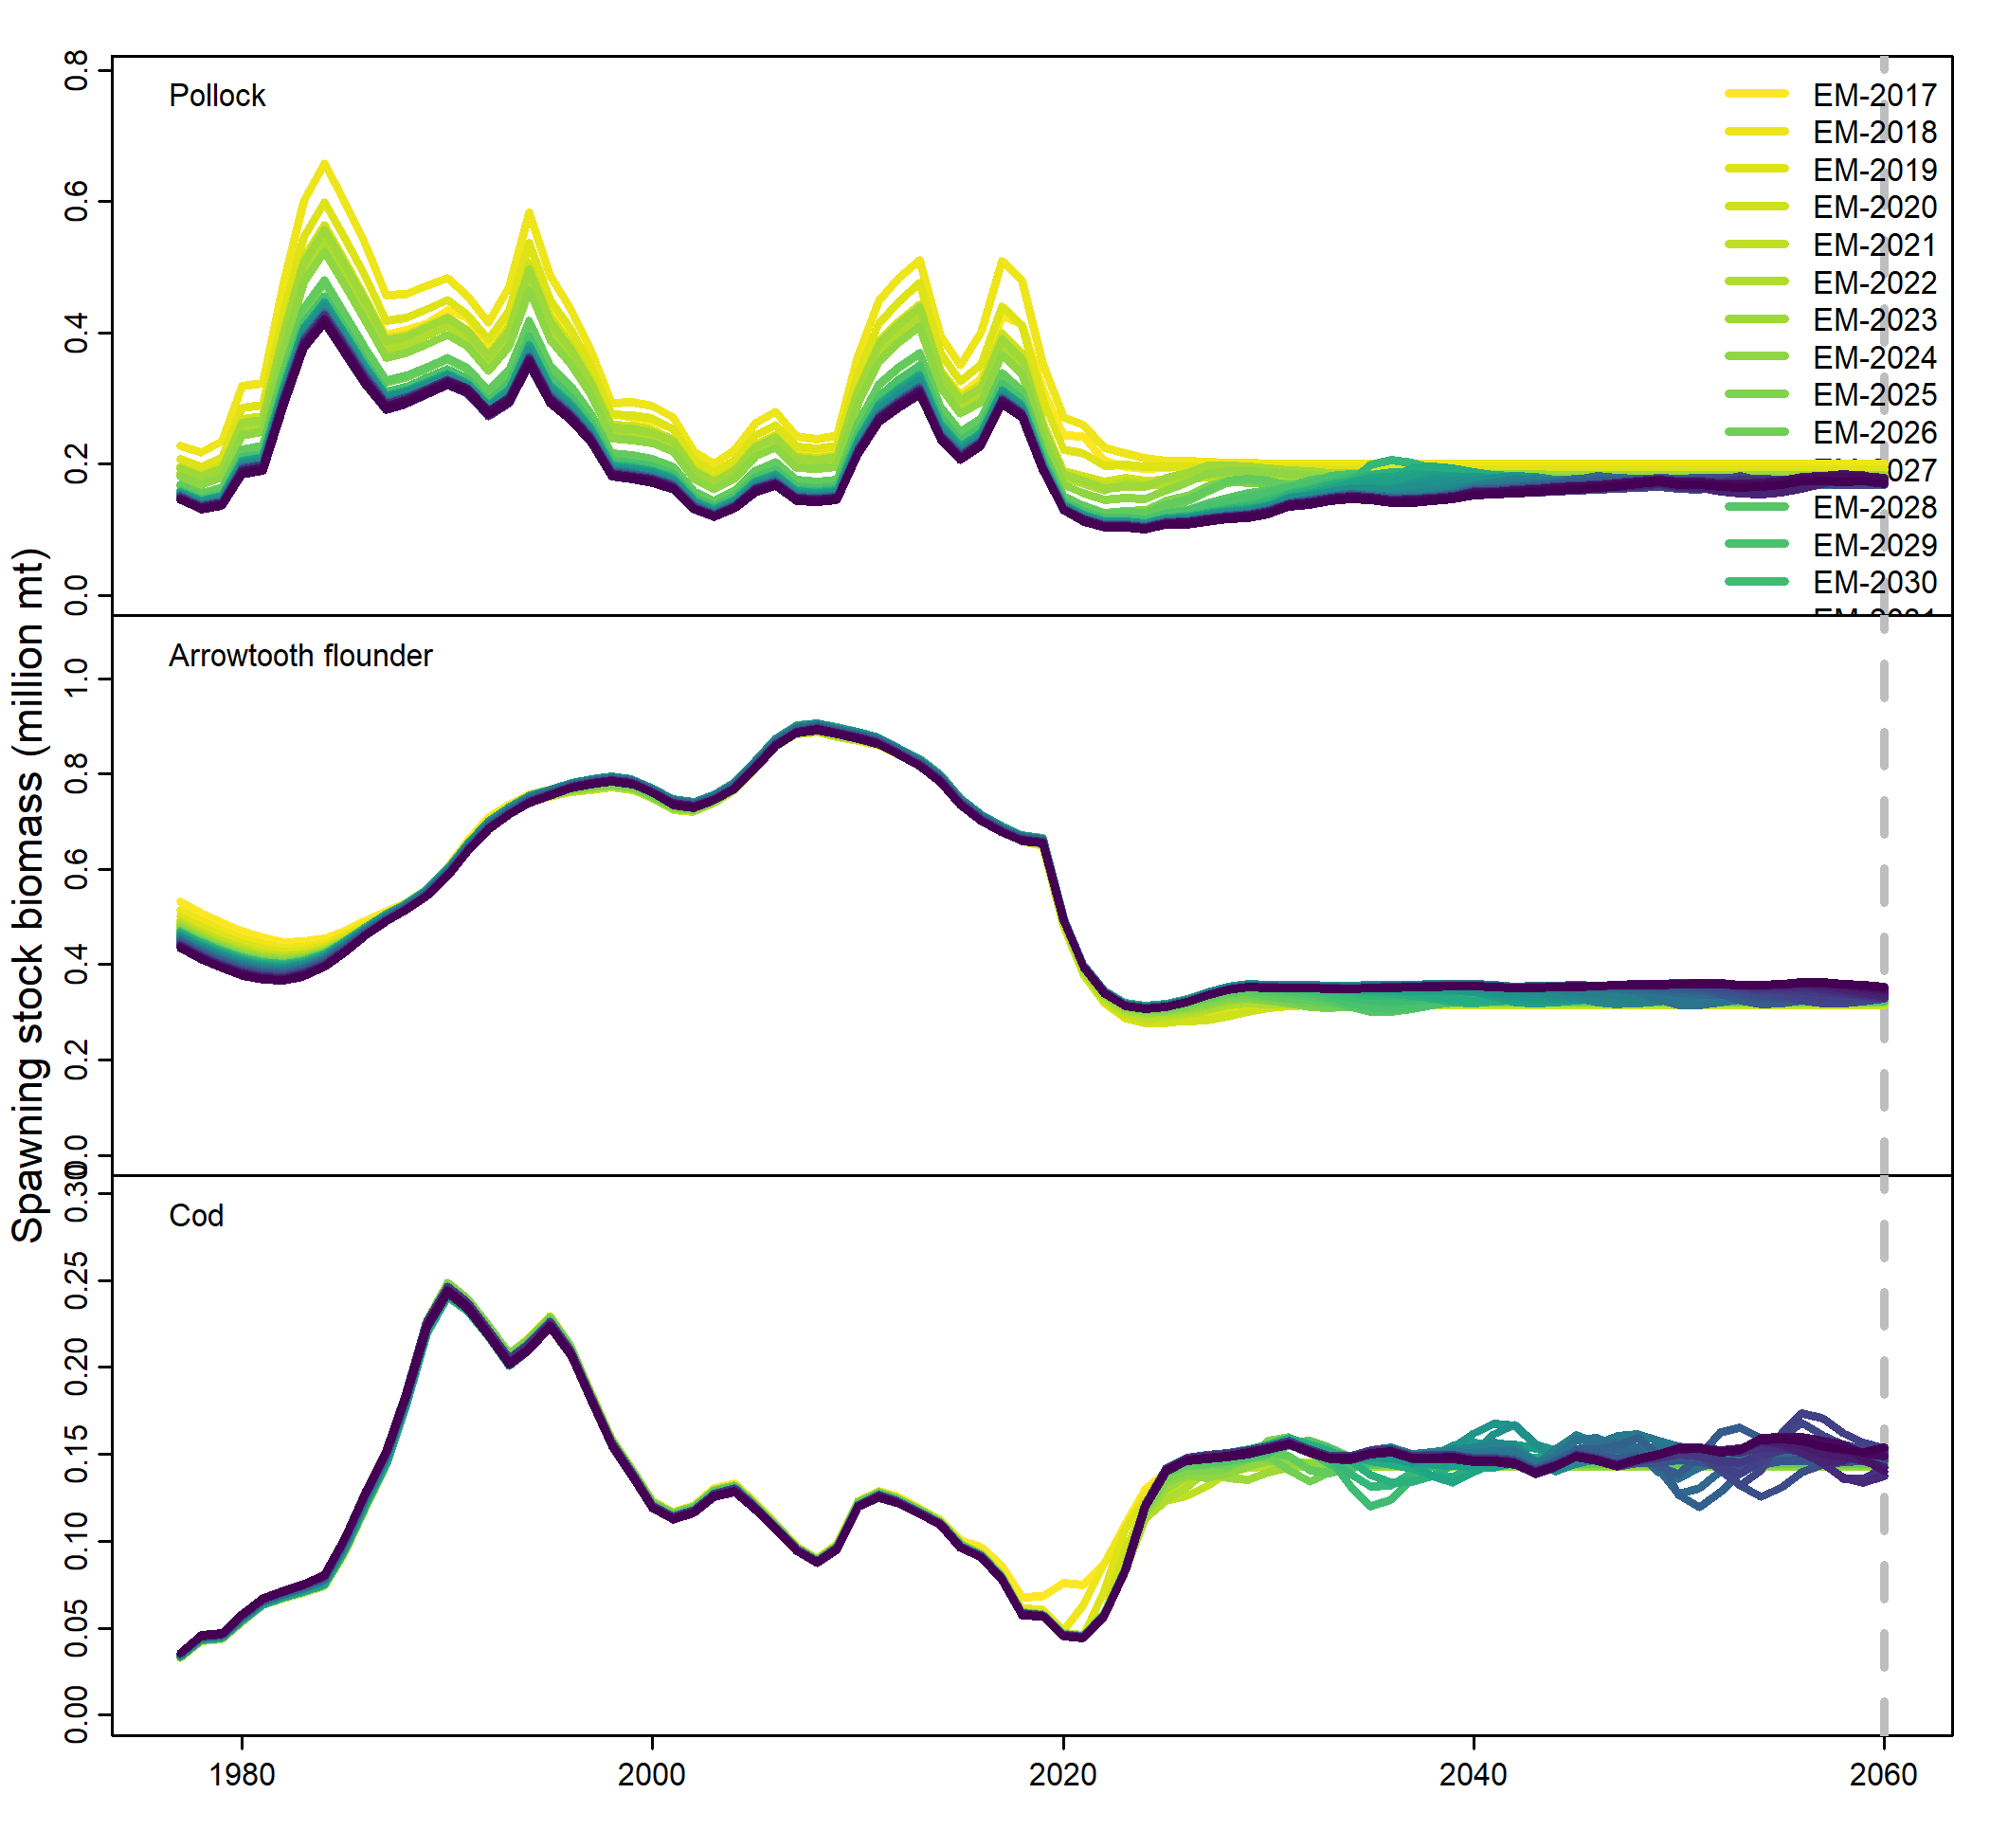 Spawning stock biomass (million mt)
Pollock
0.8
0.6
0.4
0.2
0.0
EM-2017
EM-2018
EM-2019
EM-2020
EM-2021
EM-2022
EM-2023
EM-2024
EM-2025
EM-2026
027
EM-2028
EM-2029
EM-2030
Arrowtooth flounder
1.0
0.8
0.6
0.4
0.2
0.0
Cod
0.30
0.25
0.20
0.15
0.10
0.05
0.00
1980 2000 2020 2040 2060